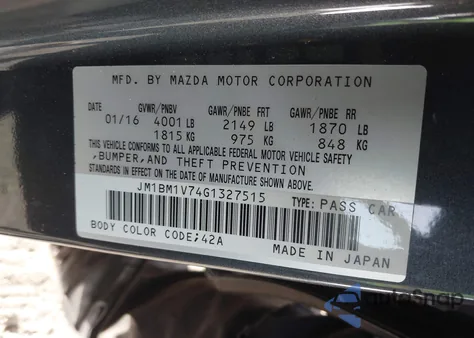 MFD. BY MAZDA MOTOR CORPORATION
DATE GVWR/PNBV GAWR/PNBE FRT GAWR/PNBE RR
01/16 4001 LB 2149 LB 1870 LB
1815 KG 975 KG 848 KG
THIS VEHICLE CONFORMS TO ALL APPLICABLE FEDERAL MOTOR VEHICLE SAFETY
,BUMPER,AND THEFT PREVENTION
STANDARDS IN EFFECT ON THE DATE OF MANUFACTURE SHOWN ABOVE.
JM1BM1V74G1327515 TYPE: PASS CAR
BODY COLOR CODE;42A
MADE IN JAPAN
autoSnap